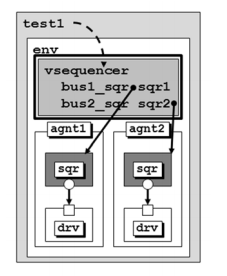 test1
env
vsequencer
bus1_sqr sqr1
bus2_sqr sqr2
agnt1 agnt2
sqr sqr
drv drv